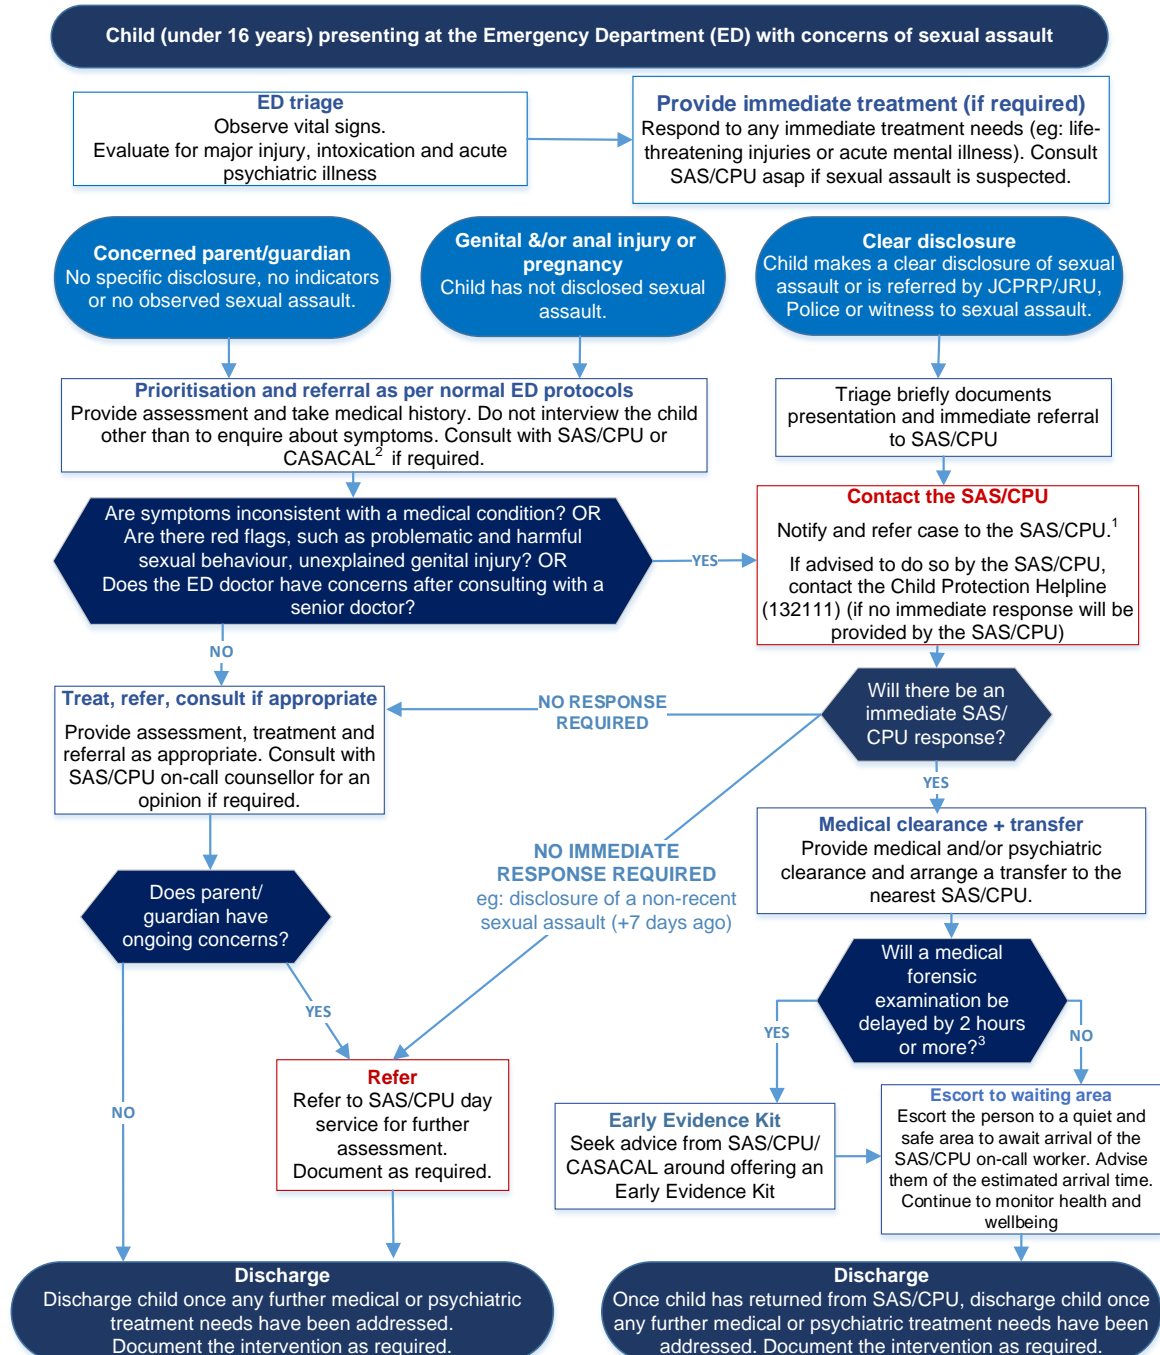 Child (under 16 years) presenting at the Emergency Department (ED) with concerns of sexual assault
ED triage
Observe vital signs.
Evaluate for major injury, intoxication and acute
psychiatric illness
Provide immediate treatment (if required)
Respond to any immediate treatment needs (eg: life-
threatening injuries or acute mental illness). Consult
SAS/CPU asap if sexual assault is suspected.
Concerned parent/guardian
No specific disclosure, no indicators
or no observed sexual assault.
Genital &/or anal injury or
pregnancy
Child has not disclosed sexual
assault.
Clear disclosure
Child makes a clear disclosure of sexual
assault or is referred by JCPRP/JRU,
Police or witness to sexual assault.
Prioritisation and referral as per normal ED protocols
Provide assessment and take medical history. Do not interview the child
other than to enquire about symptoms. Consult with SAS/CPU or
CASACAL² if required.
Triage briefly documents
presentation and immediate referral
to SAS/CPU
Are symptoms inconsistent with a medical condition? OR
Are there red flags, such as problematic and harmful
sexual behaviour, unexplained genital injury? OR
Does the ED doctor have concerns after consulting with a
senior doctor?
YES
Contact the SAS/CPU
Notify and refer case to the SAS/CPU.¹
If advised to do so by the SAS/CPU,
contact the Child Protection Helpline
(132111) (if no immediate response will be
provided by the SAS/CPU)
NO
Treat, refer, consult if appropriate
Provide assessment, treatment and
referral as appropriate. Consult with
SAS/CPU on-call counsellor for an
opinion if required.
NO RESPONSE
REQUIRED
Will there be an
immediate SAS/
CPU response?
YES
Medical clearance + transfer
Provide medical and/or psychiatric
clearance and arrange a transfer to the
nearest SAS/CPU.
NO IMMEDIATE
RESPONSE REQUIRED
eg: disclosure of a non-recent
sexual assault (+7 days ago)
Does parent/
guardian have
ongoing concerns?
Will a medical
forensic
examination be
delayed by 2 hours
or more?³
YES
YES
NO
NO
Refer
Refer to SAS/CPU day
service for further
assessment.
Document as required.
Early Evidence Kit
Seek advice from SAS/CPU/
CASACAL around offering an
Early Evidence Kit
Escort to waiting area
Escort the person to a quiet and
safe area to await arrival of the
SAS/CPU on-call worker. Advise
them of the estimated arrival time.
Continue to monitor health and
wellbeing
Discharge
Discharge child once any further medical or psychiatric
treatment needs have been addressed.
Document the intervention as required.
Discharge
Once child has returned from SAS/CPU, discharge child once
any further medical or psychiatric treatment needs have been
addressed. Document the intervention as required.